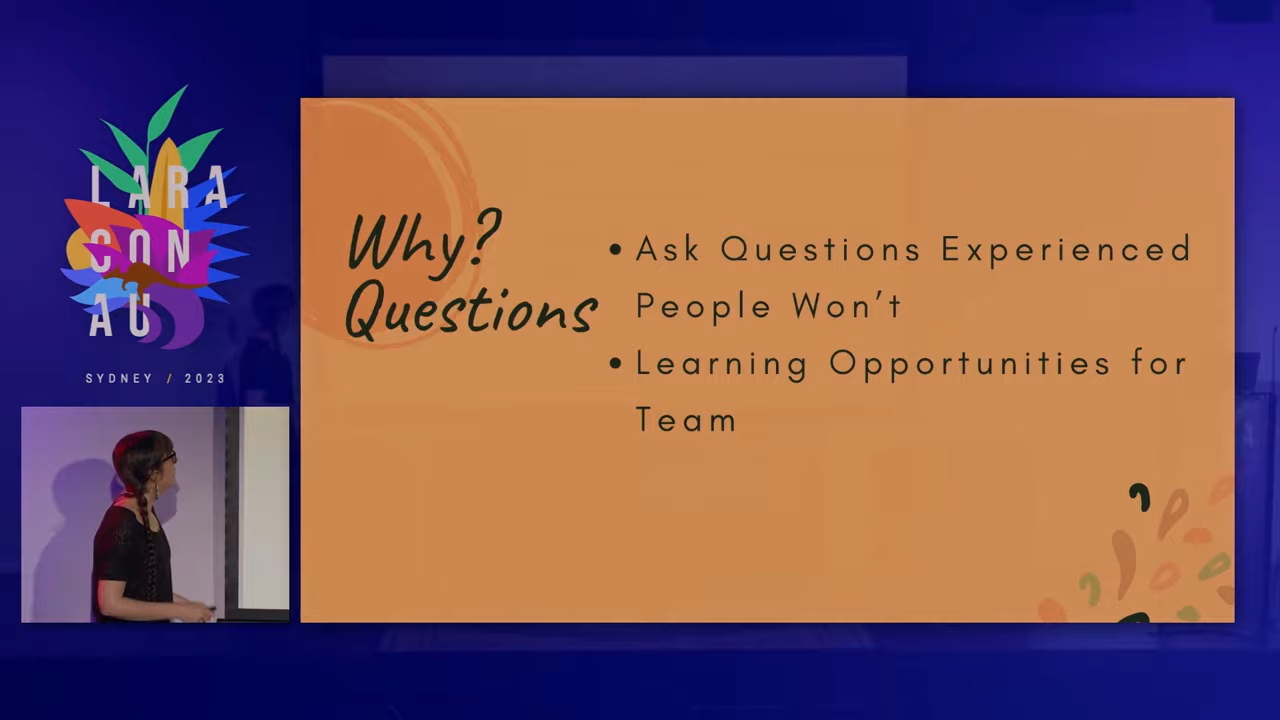 LARA
CON
AU
SYDNEY / 2023
Why?
Questions
• Ask Questions Experienced
People Won’t
• Learning Opportunities for
Team